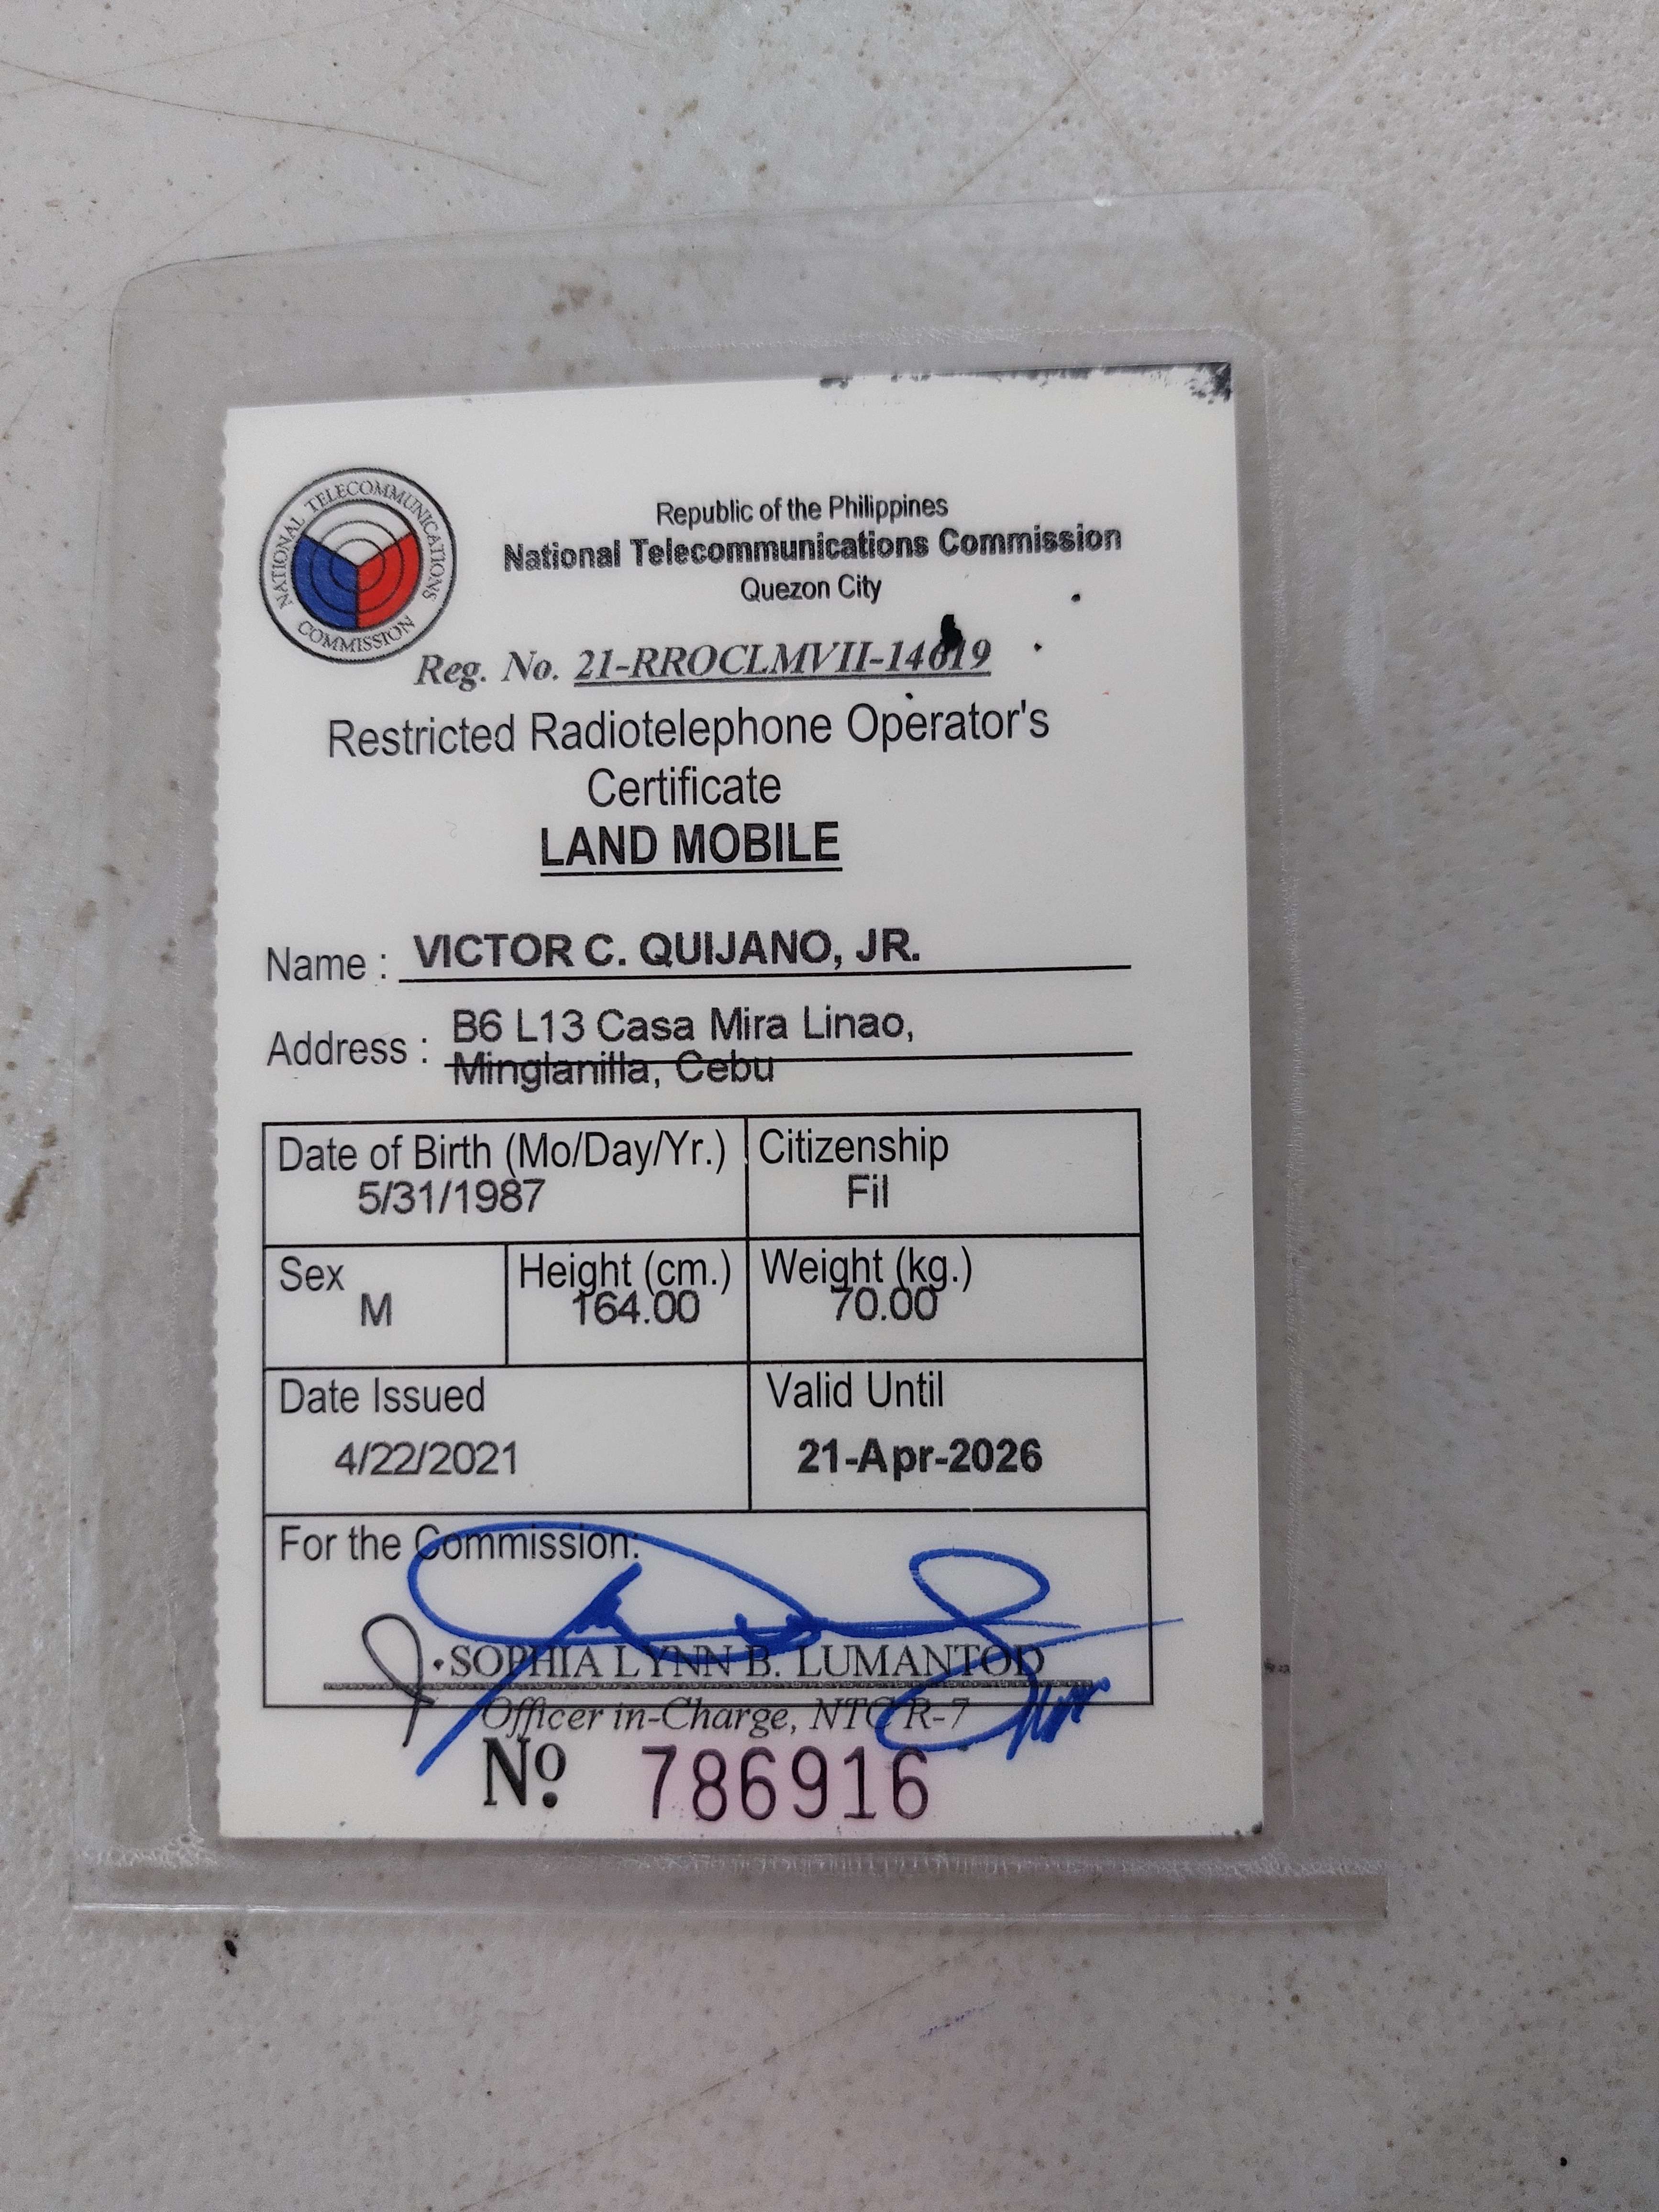 NATIONAL TELECOMMUNICATIONS COMMISSION
Republic of the Philippines
National Telecommunications Commission
Quezon City
Reg. No. 21-RROCLMVII-14619
Restricted Radiotelephone Operator's
Certificate
LAND MOBILE
Name : VICTOR C. QUIJANO, JR.
Address : B6 L13 Casa Mira Linao,
Minglanilla, Cebu
Date of Birth (Mo/Day/Yr.) Citizenship
5/31/1987 Fil
Sex Height (cm.) Weight (kg.)
M 164.00 70.00
Date Issued Valid Until
4/22/2021 21-Apr-2026
For the Commission:
SOPHIA LYNN B. LUMANTOD
Officer in-Charge, NTC R-7
№ 786916